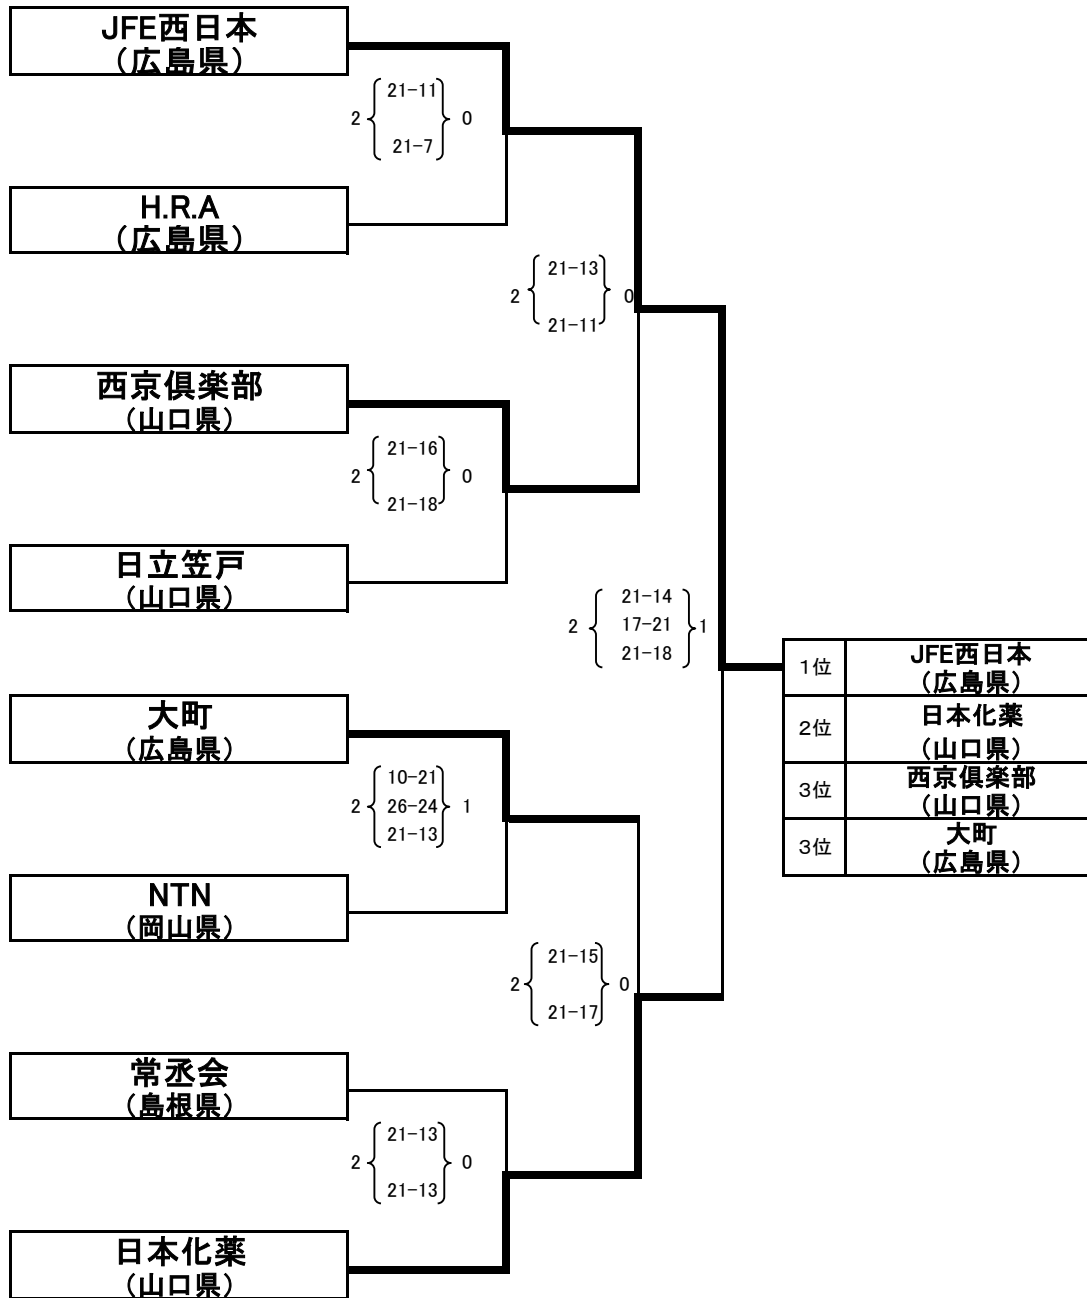 JFE西日本
（広島県）
21-11
2 0
21-7
H.R.A
（広島県）
21-13
2 0
21-11
西京倶楽部
（山口県）
21-16
2 0
21-18
日立笠戸
（山口県）
21-14
2 17-21 1
21-18
1位 JFE西日本
（広島県）
2位 日本化薬
（山口県）
3位 西京倶楽部
（山口県）
3位 大町
（広島県）
大町
（広島県）
10-21
2 26-24 1
21-13
NTN
（岡山県）
21-15
2 0
21-17
常丞会
（島根県）
21-13
2 0
21-13
日本化薬
（山口県）